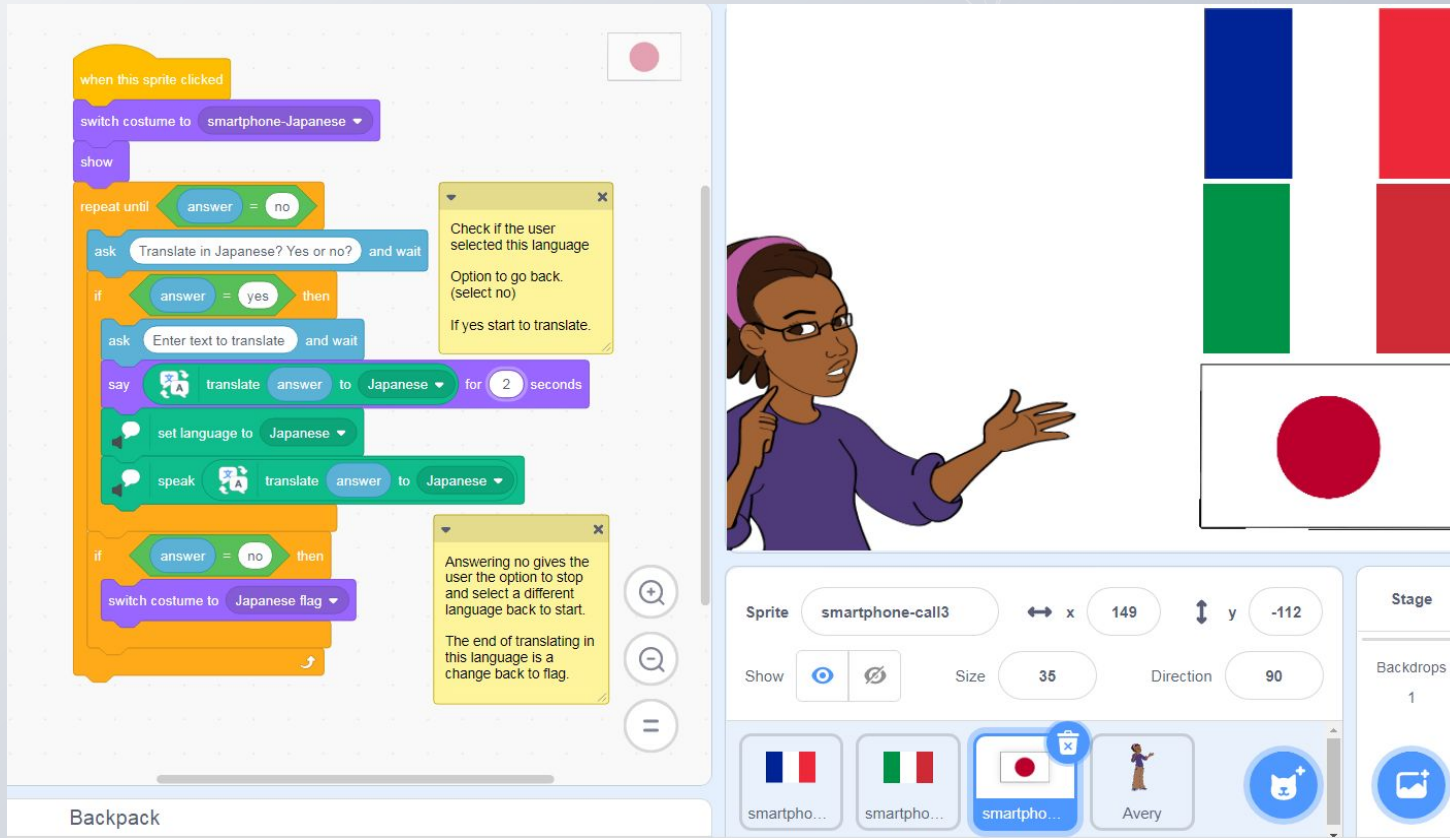 when this sprite clicked
switch costume to smartphone-Japanese
show
repeat until answer = no
ask Translate in Japanese? Yes or no? and wait
if answer = yes then
ask Enter text to translate and wait
say translate answer to Japanese for 2 seconds
set language to Japanese
speak translate answer to Japanese
if answer = no then
switch costume to Japanese flag
Check if the user
selected this language
Option to go back.
(select no)
If yes start to translate.
Answering no gives the
user the option to stop
and select a different
language back to start.
The end of translating in
this language is a
change back to flag.
Backpack
Sprite smartphone-call3 x 149 y -112
Show Size 35 Direction 90
smartpho... smartpho... smartpho... Avery
Stage
Backdrops
1